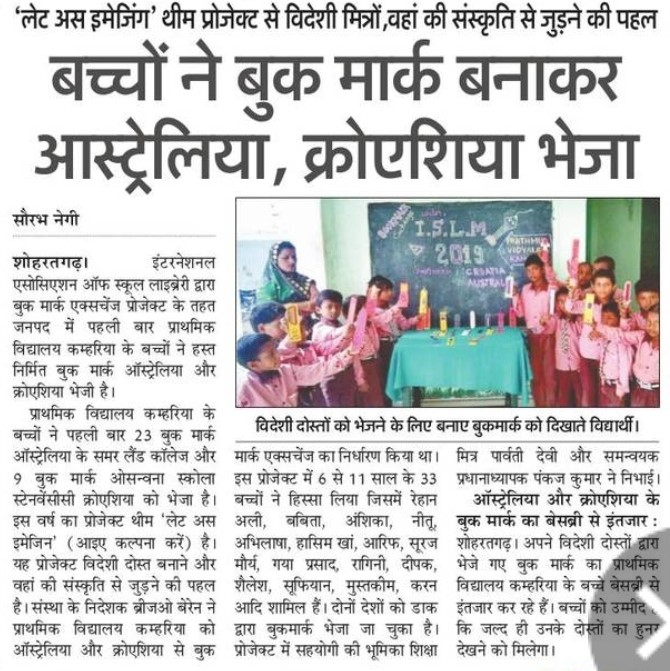 'लेट अस इमेजिंग' थीम प्रोजेक्ट से विदेशी मित्रों,वहां की संस्कृति से जुड़ने की पहल
बच्चों ने बुक मार्क बनाकर
आस्ट्रेलिया, क्रोएशिया भेजा
सौरभ नेगी
शोहरतगढ़। इंटरनेशनल
एसोसिएशन ऑफ स्कूल लाइब्रेरी द्वारा
बुक मार्क एक्सचेंज प्रोजेक्ट के तहत
जनपद में पहली बार प्राथमिक
विद्यालय कम्हरिया के बच्चों ने हस्त
निर्मित बुक मार्क ऑस्ट्रेलिया और
क्रोएशिया भेजी है।
प्राथमिक विद्यालय कम्हरिया के
बच्चों ने पहली बार 23 बुक मार्क
ऑस्ट्रेलिया के समर लैंड कॉलेज और
9 बुक मार्क ओसन्वना स्कोला
स्टेनर्वेसीसी क्रोएशिया को भेजा है।
इस वर्ष का प्रोजेक्ट थीम 'लेट अस
इमेजिन' (आइए कल्पना करें) है।
यह प्रोजेक्ट विदेशी दोस्त बनाने और
वहां की संस्कृति से जुड़ने की पहल
है। संस्था के निदेशक ब्रीजओ बेरेन ने
प्राथमिक विद्यालय कम्हरिया को
ऑस्ट्रेलिया और क्रोएशिया से बुक
I.S.L.M
2019
PRATHMIK
VIDYALAY
CROATIA
AUSTRAL
विदेशी दोस्तों को भेजने के लिए बनाए बुकमार्क को दिखाते विद्यार्थी।
मार्क एक्सचेंज का निर्धारण किया था।
इस प्रोजेक्ट में 6 से 11 साल के 33
बच्चों ने हिस्सा लिया जिसमें रेहान
अली, बबिता, अंशिका, नीतू,
अभिलाषा, हासिम खां, आरिफ, सूरज
मौर्य, गया प्रसाद, रागिनी, दीपक,
शैलेश, सूफियान, मुस्तकीम, करन
आदि शामिल हैं। दोनों देशों को डाक
द्वारा बुकमार्क भेजा जा चुका है।
प्रोजेक्ट में सहयोगी की भूमिका शिक्षा
मित्र पार्वती देवी और समन्वयक
प्रधानाध्यापक पंकज कुमार ने निभाई।
ऑस्ट्रेलिया और क्रोएशिया के
बुक मार्क का बेसब्री से इंतजार :
शोहरतगढ़। अपने विदेशी दोस्तों द्वारा
भेजे गए बुक मार्क का प्राथमिक
विद्यालय कम्हरिया के बच्चे बेसब्री से
इंतजार कर रहे हैं। बच्चों को उम्मीद है
कि जल्द ही उनके दोस्तों का हुनर
देखने को मिलेगा।